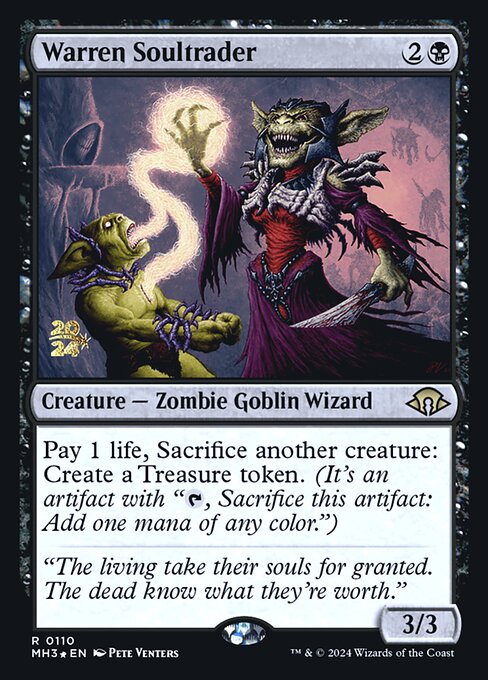 Warren Soultrader 2
2024
Creature — Zombie Goblin Wizard
Pay 1 life, Sacrifice another creature:
Create a Treasure token. (It's an
artifact with “, Sacrifice this artifact:
Add one mana of any color.”)
“The living take their souls for granted.
The dead know what they're worth.”
3/3
R 0110
MH3★EN Pete Venters
™ & © 2024 Wizards of the Coast